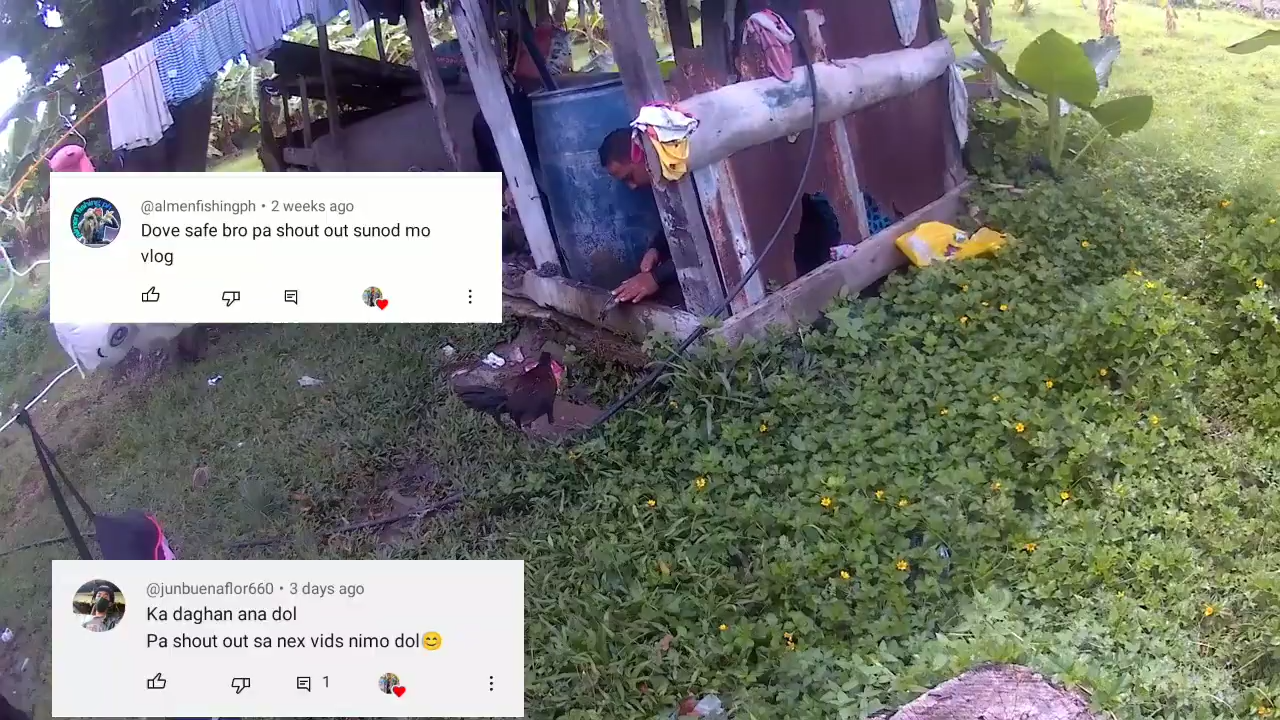 @almenfishingph • 2 weeks ago
Dove safe bro pa shout out sunod mo
vlog
@junbuenaflor660 • 3 days ago
Ka daghan ana dol
Pa shout out sa nex vids nimo dol😊
1